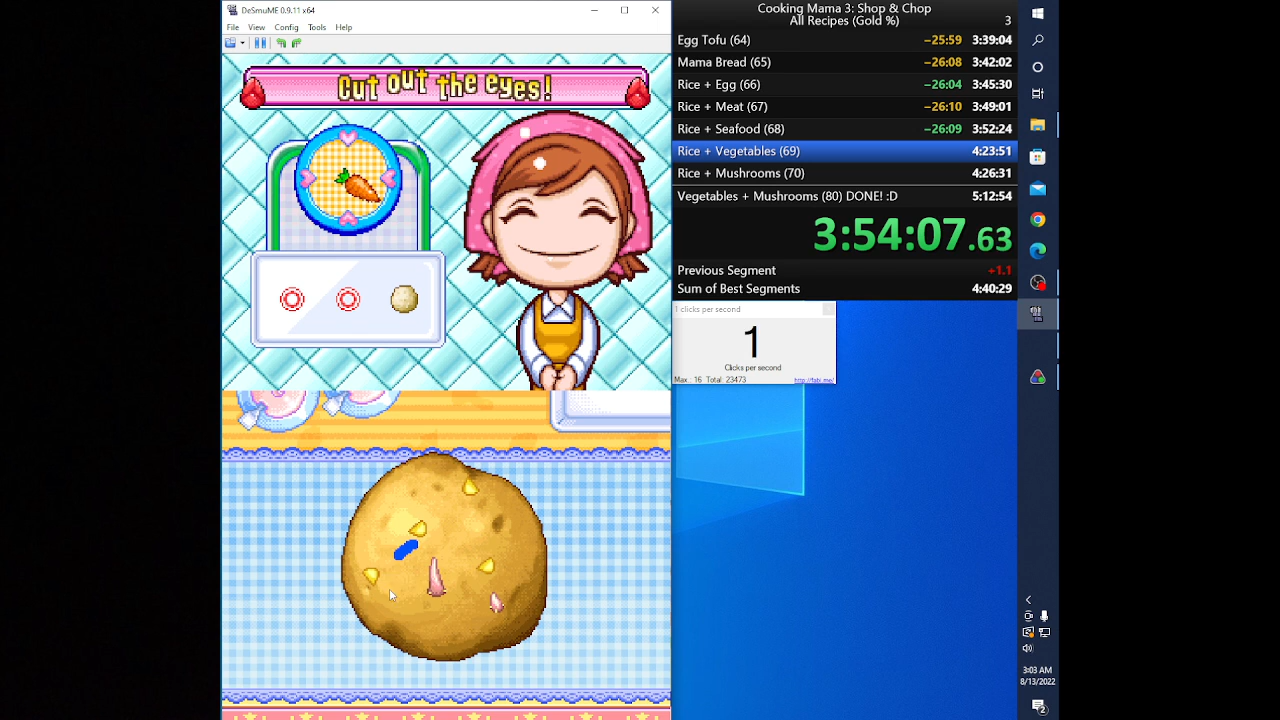 DeSmuME 0.9.11 x64
File View Config Tools Help
Cut out the eyes!
Cooking Mama 3: Shop & Chop
All Recipes (Gold %) 3
Egg Tofu (64) −25:59 3:39:04
Mama Bread (65) −26:08 3:42:02
Rice + Egg (66) −26:04 3:45:30
Rice + Meat (67) −26:10 3:49:01
Rice + Seafood (68) −26:09 3:52:24
Rice + Vegetables (69) 4:23:51
Rice + Mushrooms (70) 4:26:31
Vegetables + Mushrooms (80) DONE! :D 5:12:54
3:54:07.63
Previous Segment +1.1
Sum of Best Segments 4:40:29
1 clicks per second
1
Clicks per second
Max.: 16 Total: 23473 http://fabi.me/
3:03 AM
8/13/2022
2